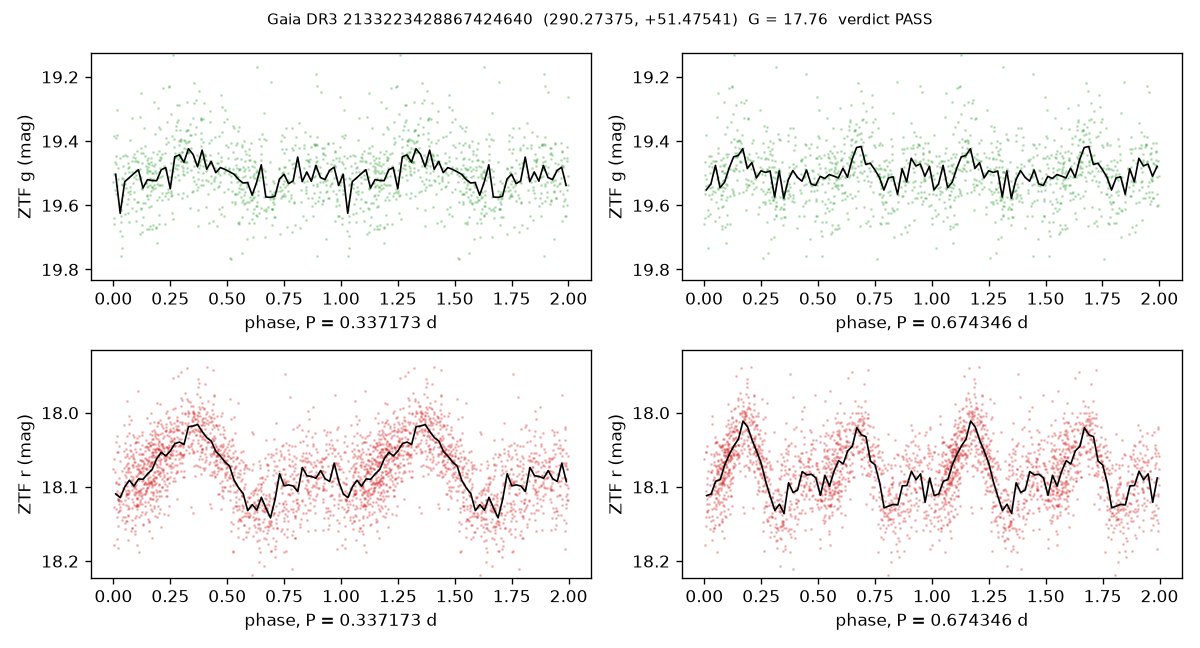 Gaia DR3 2133223428867424640 (290.27375, +51.47541) G = 17.76 verdict PASS
ZTF g (mag)
19.2
19.4
19.6
19.8
0.00 0.25 0.50 0.75 1.00 1.25 1.50 1.75 2.00
phase, P = 0.337173 d
ZTF g (mag)
19.2
19.4
19.6
19.8
0.00 0.25 0.50 0.75 1.00 1.25 1.50 1.75 2.00
phase, P = 0.674346 d
ZTF r (mag)
18.0
18.1
18.2
0.00 0.25 0.50 0.75 1.00 1.25 1.50 1.75 2.00
phase, P = 0.337173 d
ZTF r (mag)
18.0
18.1
18.2
0.00 0.25 0.50 0.75 1.00 1.25 1.50 1.75 2.00
phase, P = 0.674346 d